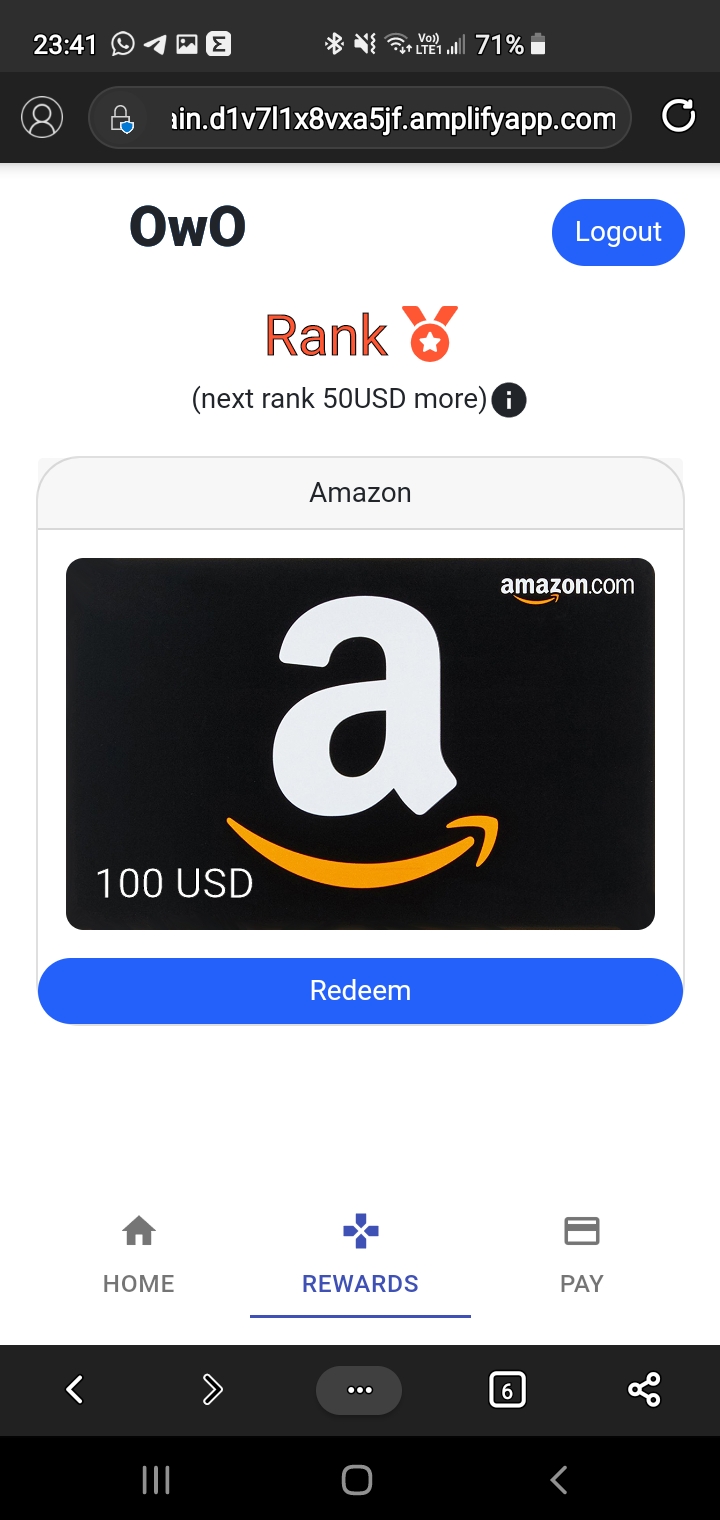 23:41 Vo)) LTE1 71%
ain.d1v7l1x8vxa5jf.amplifyapp.com
OwO
Logout
Rank
(next rank 50USD more)
Amazon
amazon.com
a
100 USD
Redeem
HOME REWARDS PAY
6